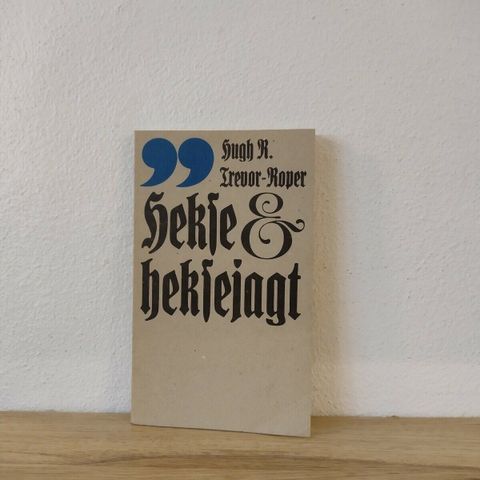 Hugh R.
Trevor-Roper
Hekſe &
hekſejagt